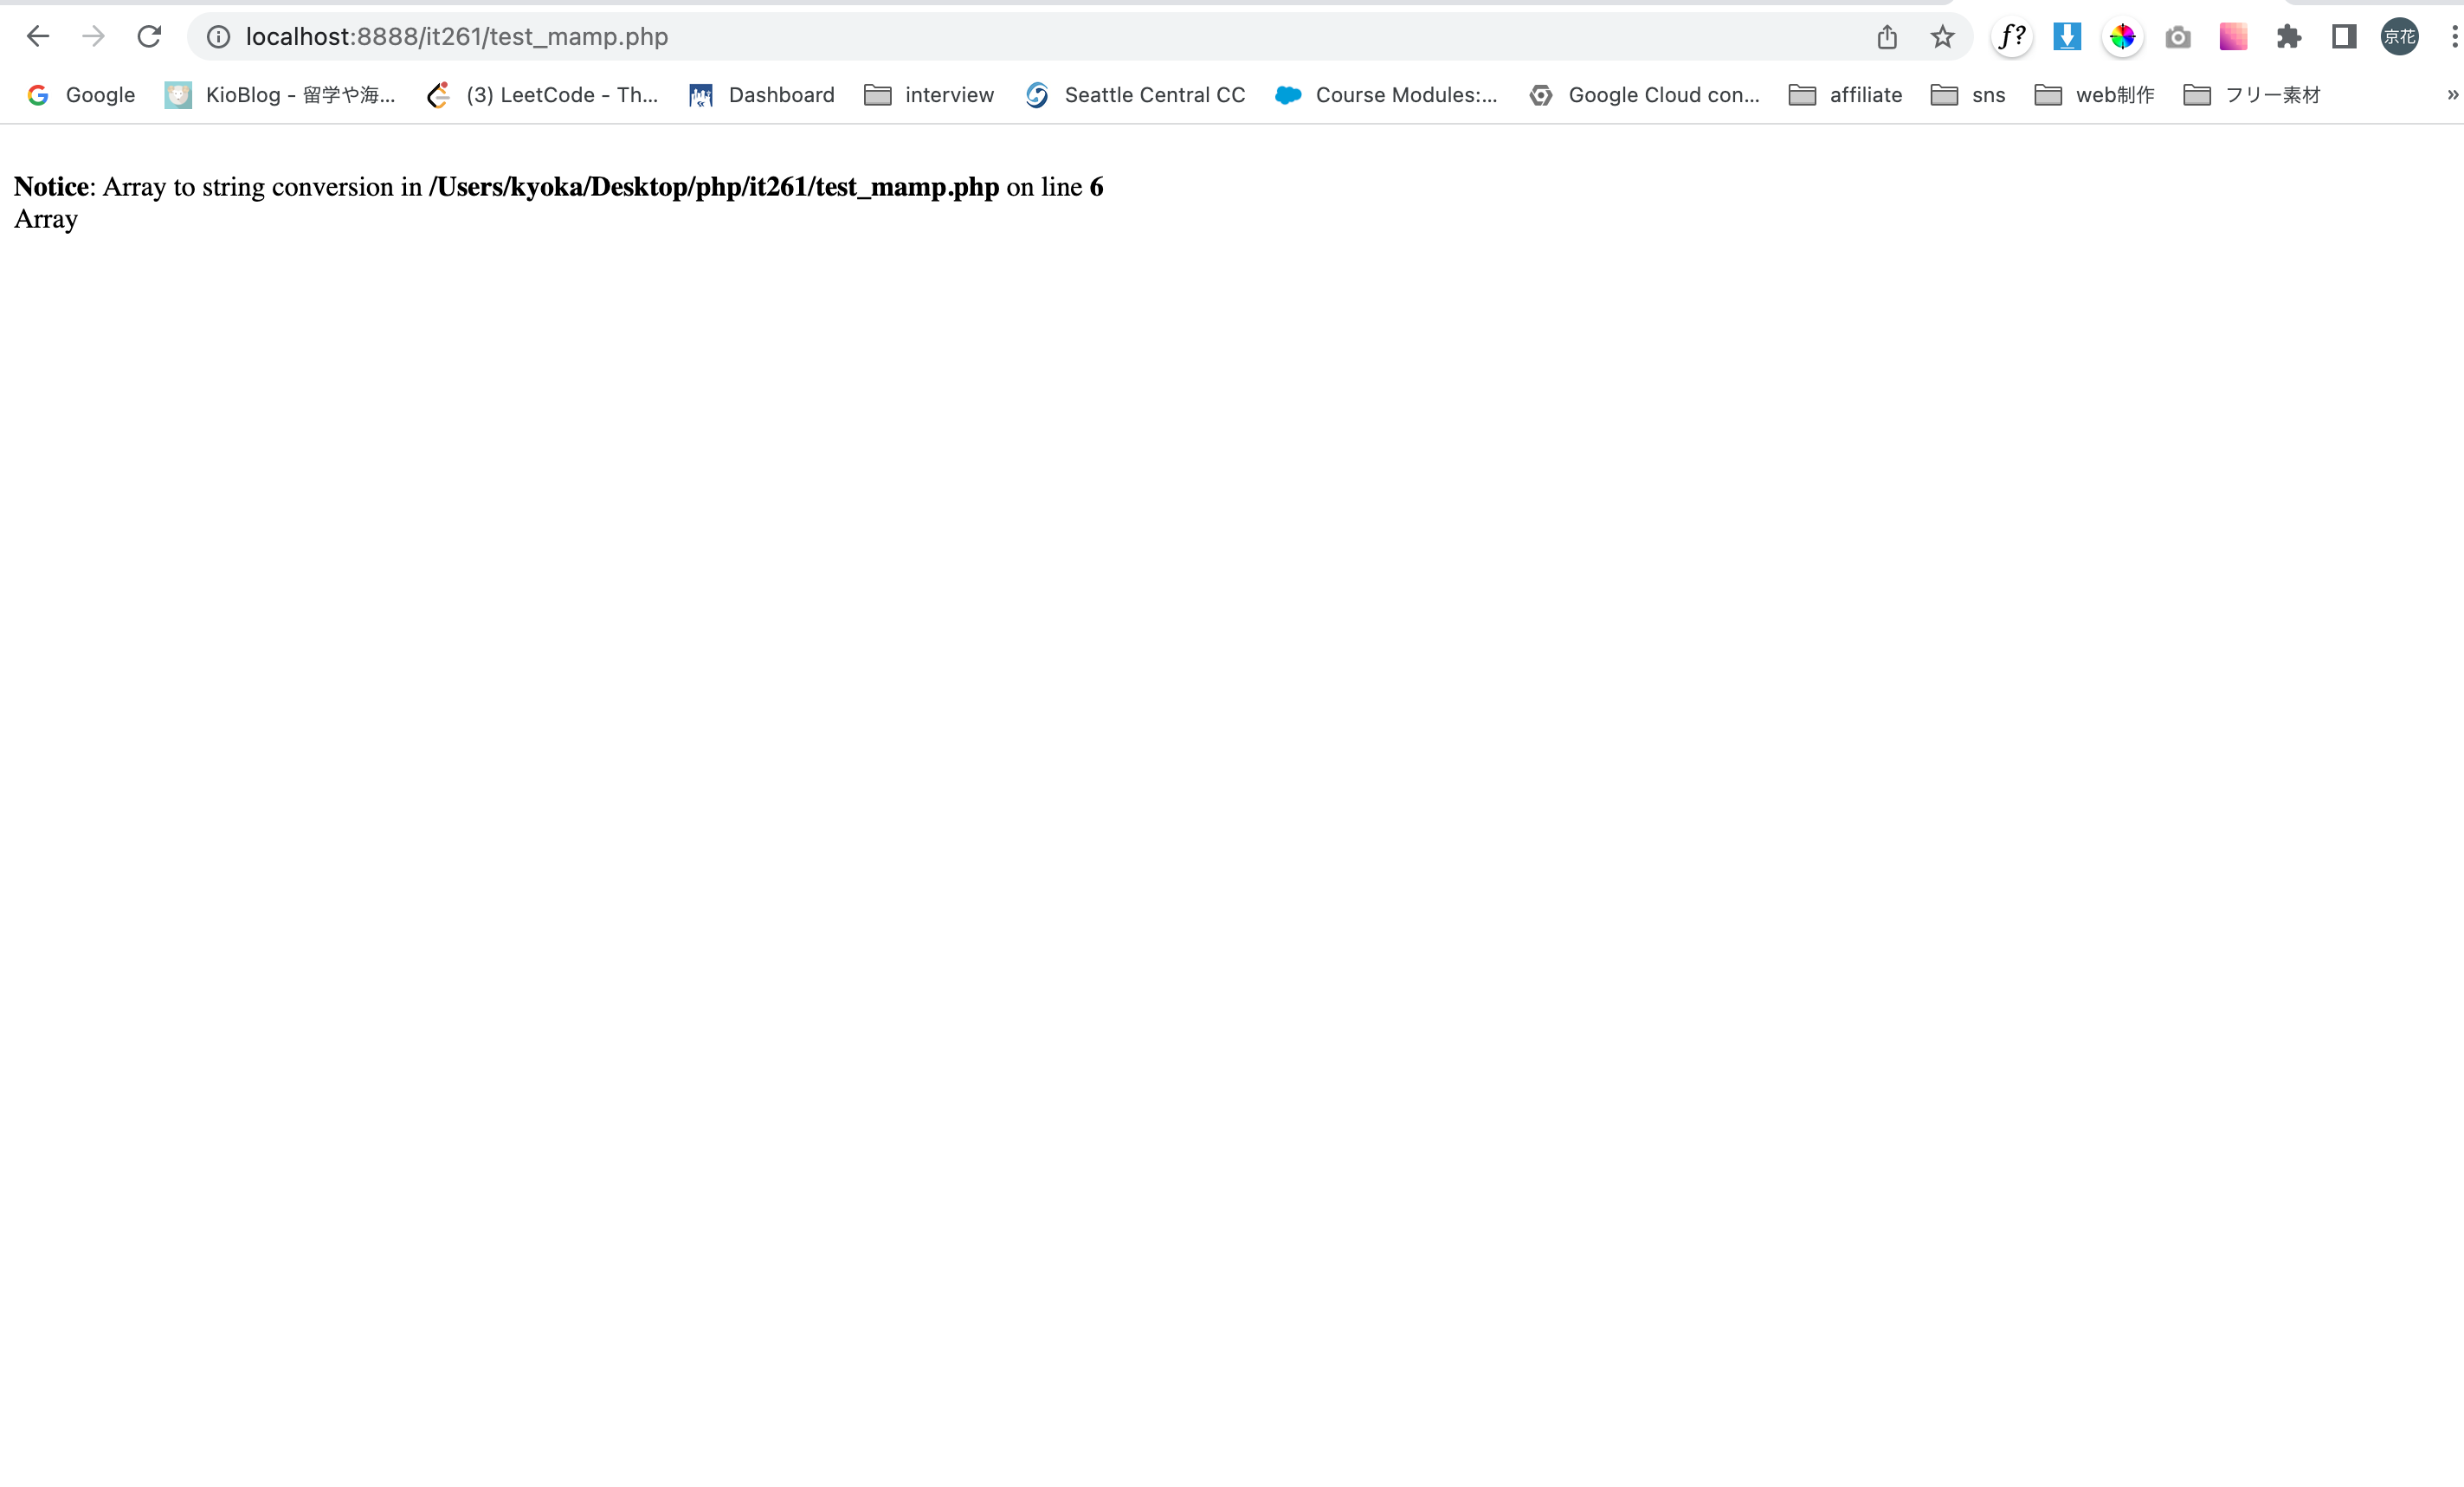 localhost:8888/it261/test_mamp.php
f?
京花
Google KioBlog - 留学や海... (3) LeetCode - Th... Dashboard interview Seattle Central CC Course Modules:... Google Cloud con... affiliate sns web制作 フリー素材 »
Notice: Array to string conversion in /Users/kyoka/Desktop/php/it261/test_mamp.php on line 6
Array